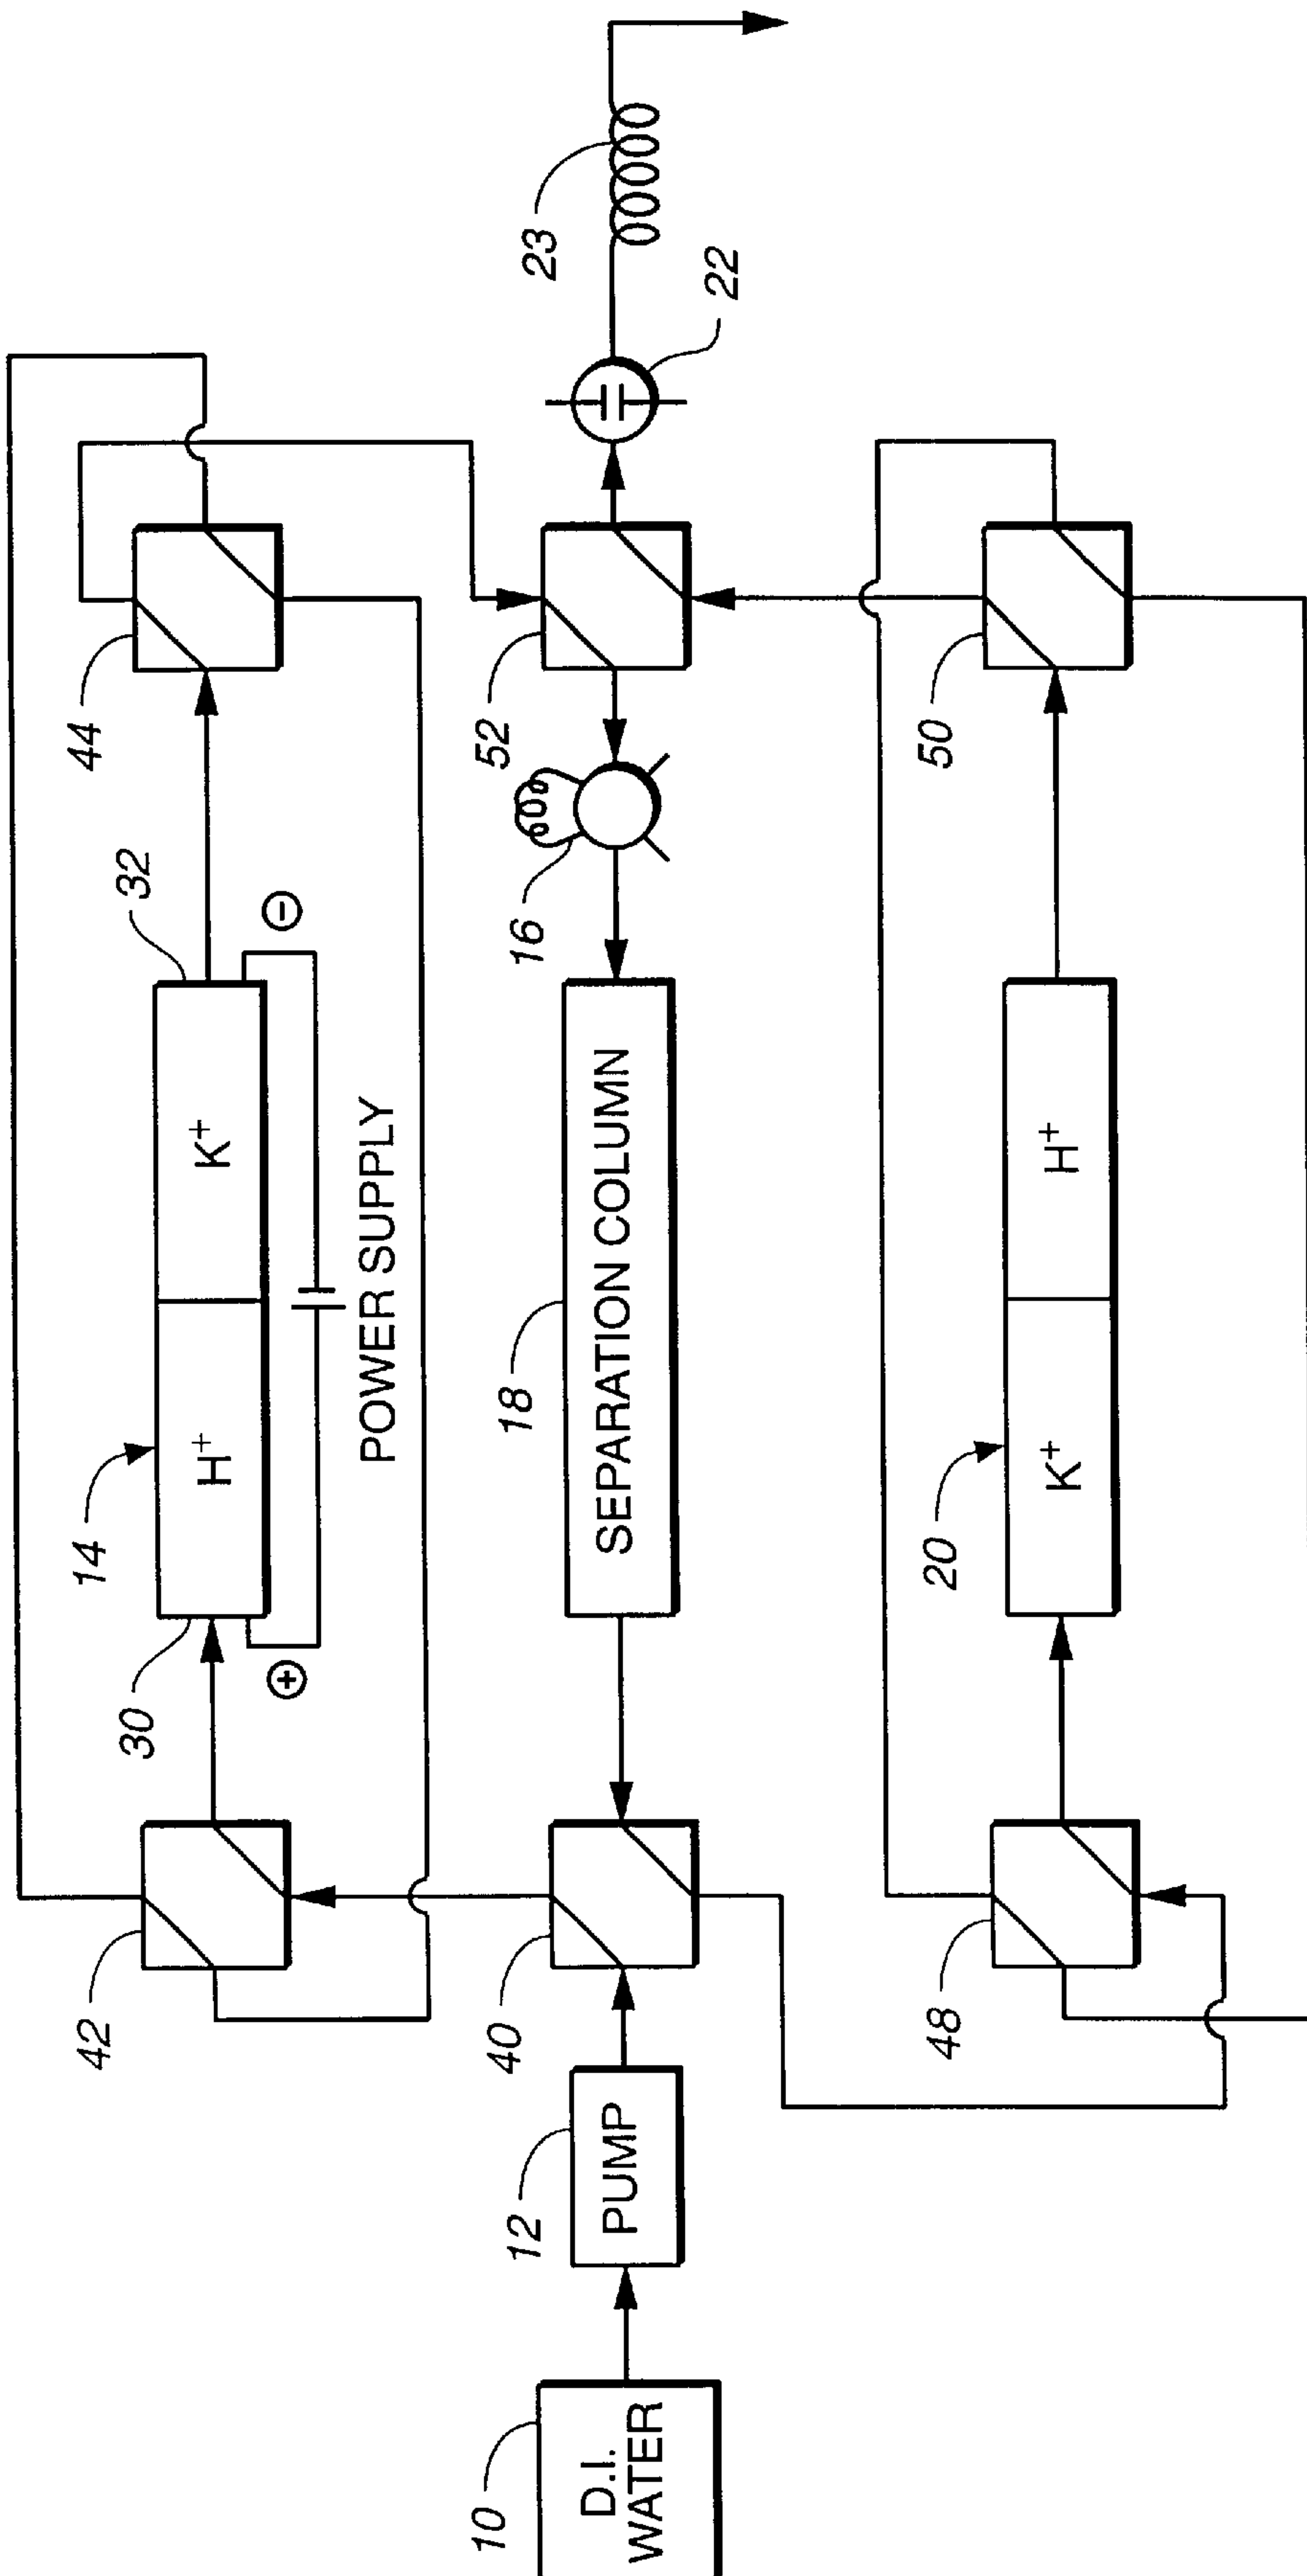 14
30
H+
K+
32
44
42
POWER SUPPLY
+
−
10
D.I.
WATER
12
PUMP
40
18
SEPARATION COLUMN
16
52
22
23
48
20
K+
H+
50